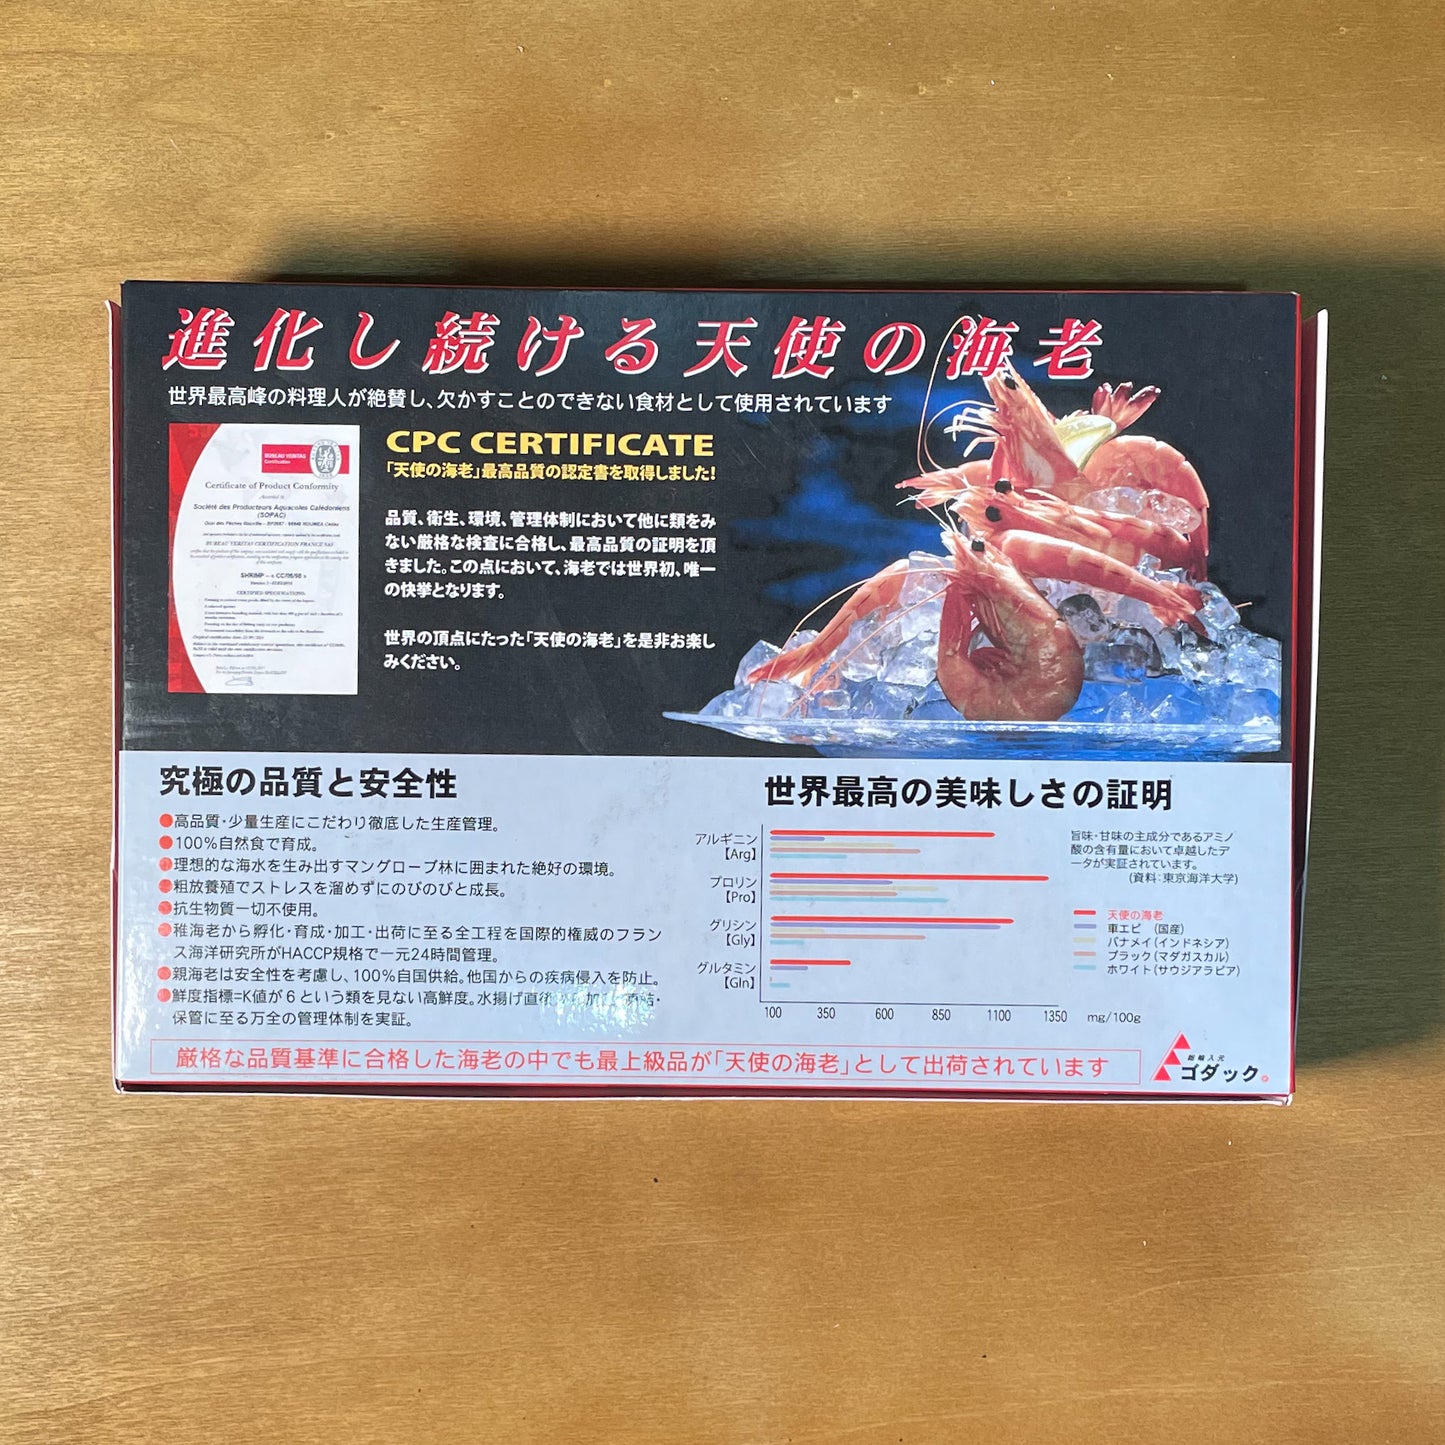 進化し続ける天使の海老
世界最高峰の料理人が絶賛し、欠かすことのできない食材として使用されています
BUREAU VERITAS
Certification
Certificate of Product Conformity
Awarded to
Société des Producteurs Aquacoles Calédoniens
(SOPAC)
BUREAU VERITAS CERTIFICATION FRANCE SAS
CERTIFIED SPECIFICATIONS:
CPC CERTIFICATE
「天使の海老」最高品質の認定書を取得しました!
品質、衛生、環境、管理体制において他に類をみ
ない厳格な検査に合格し、最高品質の証明を頂
きました。この点において、海老では世界初、唯一
の快挙となります。
世界の頂点にたった「天使の海老」を是非お楽し
みください。
究極の品質と安全性
●高品質・少量生産にこだわり徹底した生産管理。
●100%自然食で育成。
●理想的な海水を生み出すマングローブ林に囲まれた絶好の環境。
●粗放養殖でストレスを溜めずにのびのびと成長。
●抗生物質一切不使用。
●稚海老から孵化・育成・加工・出荷に至る全工程を国際的権威のフラン
ス海洋研究所がHACCP規格で一元24時間管理。
●親海老は安全性を考慮し、100%自国供給。他国からの疾病侵入を防止。
●鮮度指標=K値が6という類を見ない高鮮度。水揚げ直後
保管に至る万全の管理体制を実証。
世界最高の美味しさの証明
アルギニン
【Arg】
プロリン
【Pro】
グリシン
【Gly】
グルタミン
【Gln】
100 350 600 850 1100 1350 mg/100g
旨味・甘味の主成分であるアミノ
酸の含有量において卓越したデ
ータが実証されています。
(資料:東京海洋大学)
天使の海老
車エビ (国産)
バナメイ(インドネシア)
ブラック(マダガスカル)
ホワイト(サウジアラビア)
厳格な品質基準に合格した海老の中でも最上級品が「天使の海老」として出荷されています
総輸入元
ゴダック